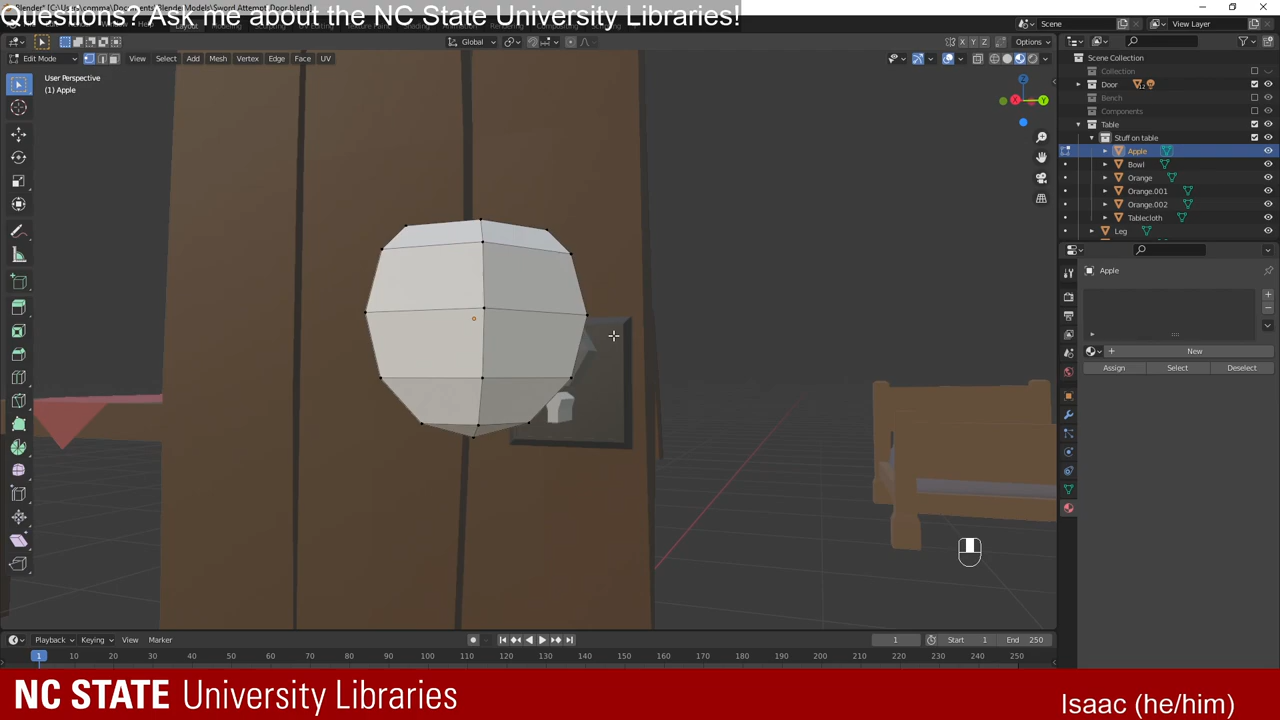 Questions? Ask me about the NC State University Libraries!
Scene
View Layer
Global
X Y Z
Options
Edit Mode
View Select Add Mesh Vertex Edge Face UV
User Perspective
(1) Apple
Z
X
Y
Scene Collection
Collection
Door
12
Bench
Components
Table
Stuff on table
Apple
Bowl
Orange
Orange.001
Orange.002
Tablecloth
Leg
Apple
New
Assign
Select
Deselect
Playback Keying View Marker
1
Start 1
End 250
1 10 20 30 40 50 60 70 80 90 100 110 120 130 140 150 160 170 180 190 200 210 220 230 240 250
NC STATE University Libraries
Isaac (he/him)